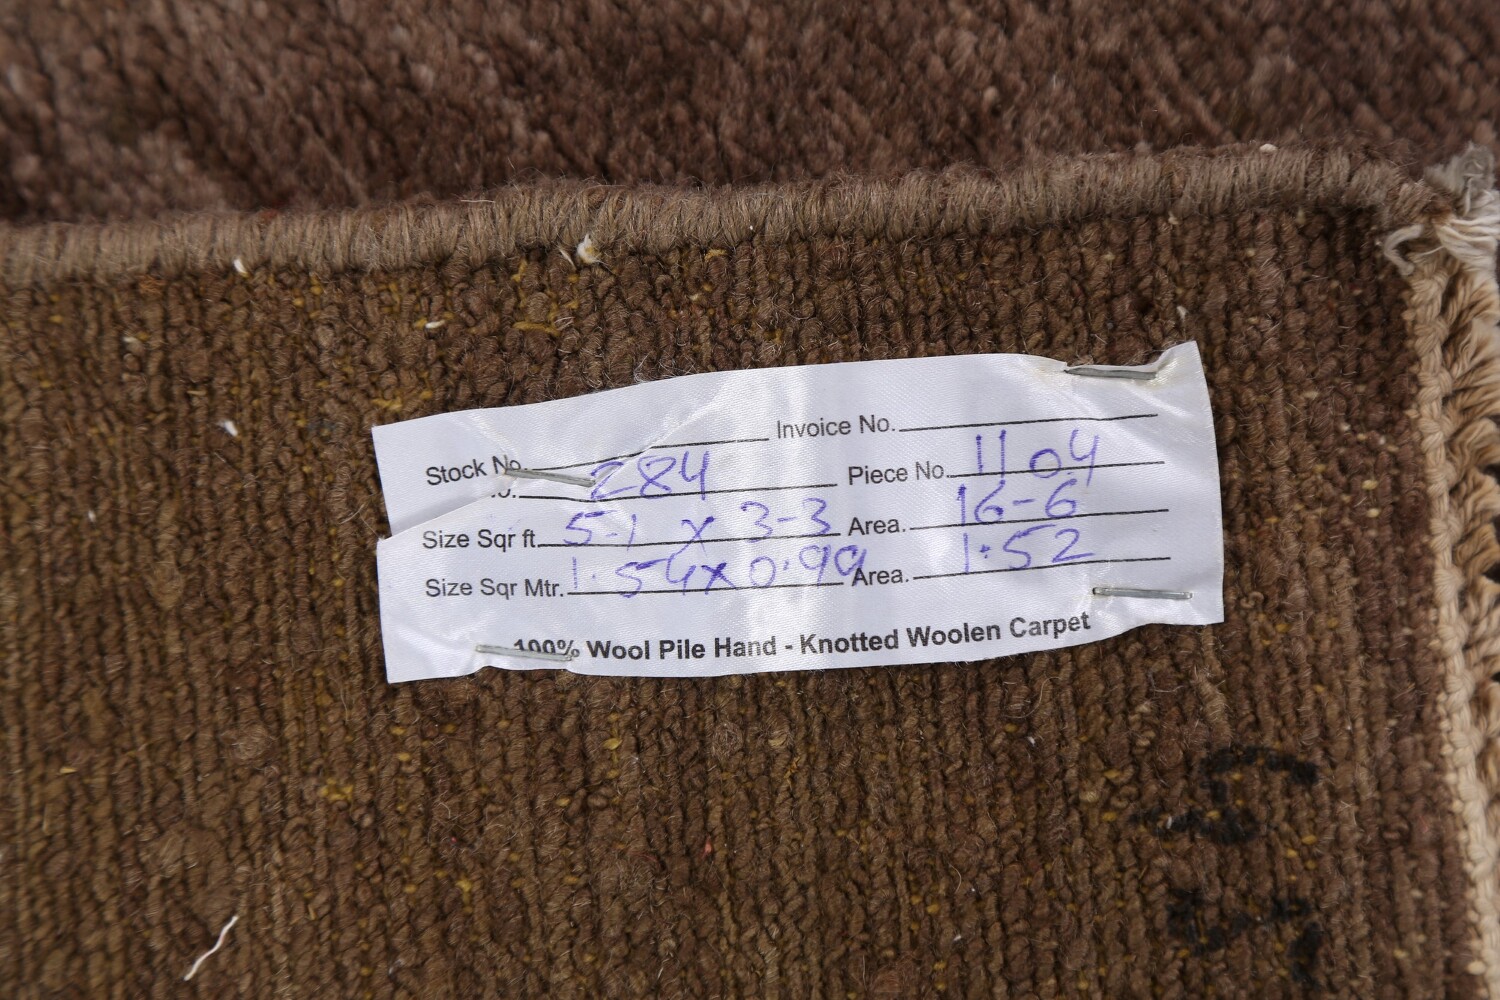 Stock No. Invoice No.
284 Piece No. 1104
Size Sqr ft. 5-1 x 3-3 Area. 16-6
Size Sqr Mtr. 1.54x0.99 Area. 1.52
100% Wool Pile Hand - Knotted Woolen Carpet